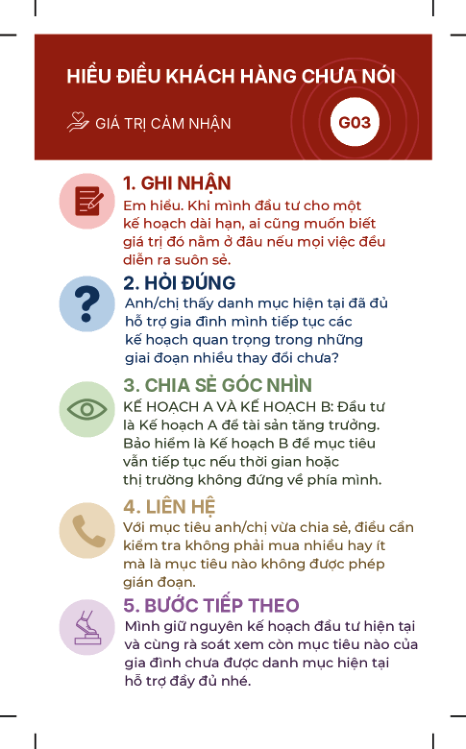 HIỂU ĐIỀU KHÁCH HÀNG CHƯA NÓI
GIÁ TRỊ CẢM NHẬN
G03
1. GHI NHẬN
Em hiểu. Khi mình đầu tư cho một
kế hoạch dài hạn, ai cũng muốn biết
giá trị đó nằm ở đâu nếu mọi việc đều
diễn ra suôn sẻ.
2. HỎI ĐÚNG
Anh/chị thấy danh mục hiện tại đã đủ
hỗ trợ gia đình mình tiếp tục các
kế hoạch quan trọng trong những
giai đoạn nhiều thay đổi chưa?
3. CHIA SẺ GÓC NHÌN
KẾ HOẠCH A VÀ KẾ HOẠCH B: Đầu tư
là Kế hoạch A để tài sản tăng trưởng.
Bảo hiểm là Kế hoạch B để mục tiêu
vẫn tiếp tục nếu thời gian hoặc
thị trường không đứng về phía mình.
4. LIÊN HỆ
Với mục tiêu anh/chị vừa chia sẻ, điều cần
kiểm tra không phải mua nhiều hay ít
mà là mục tiêu nào không được phép
gián đoạn.
5. BƯỚC TIẾP THEO
Mình giữ nguyên kế hoạch đầu tư hiện tại
và cùng rà soát xem còn mục tiêu nào của
gia đình chưa được danh mục hiện tại
hỗ trợ đầy đủ nhé.